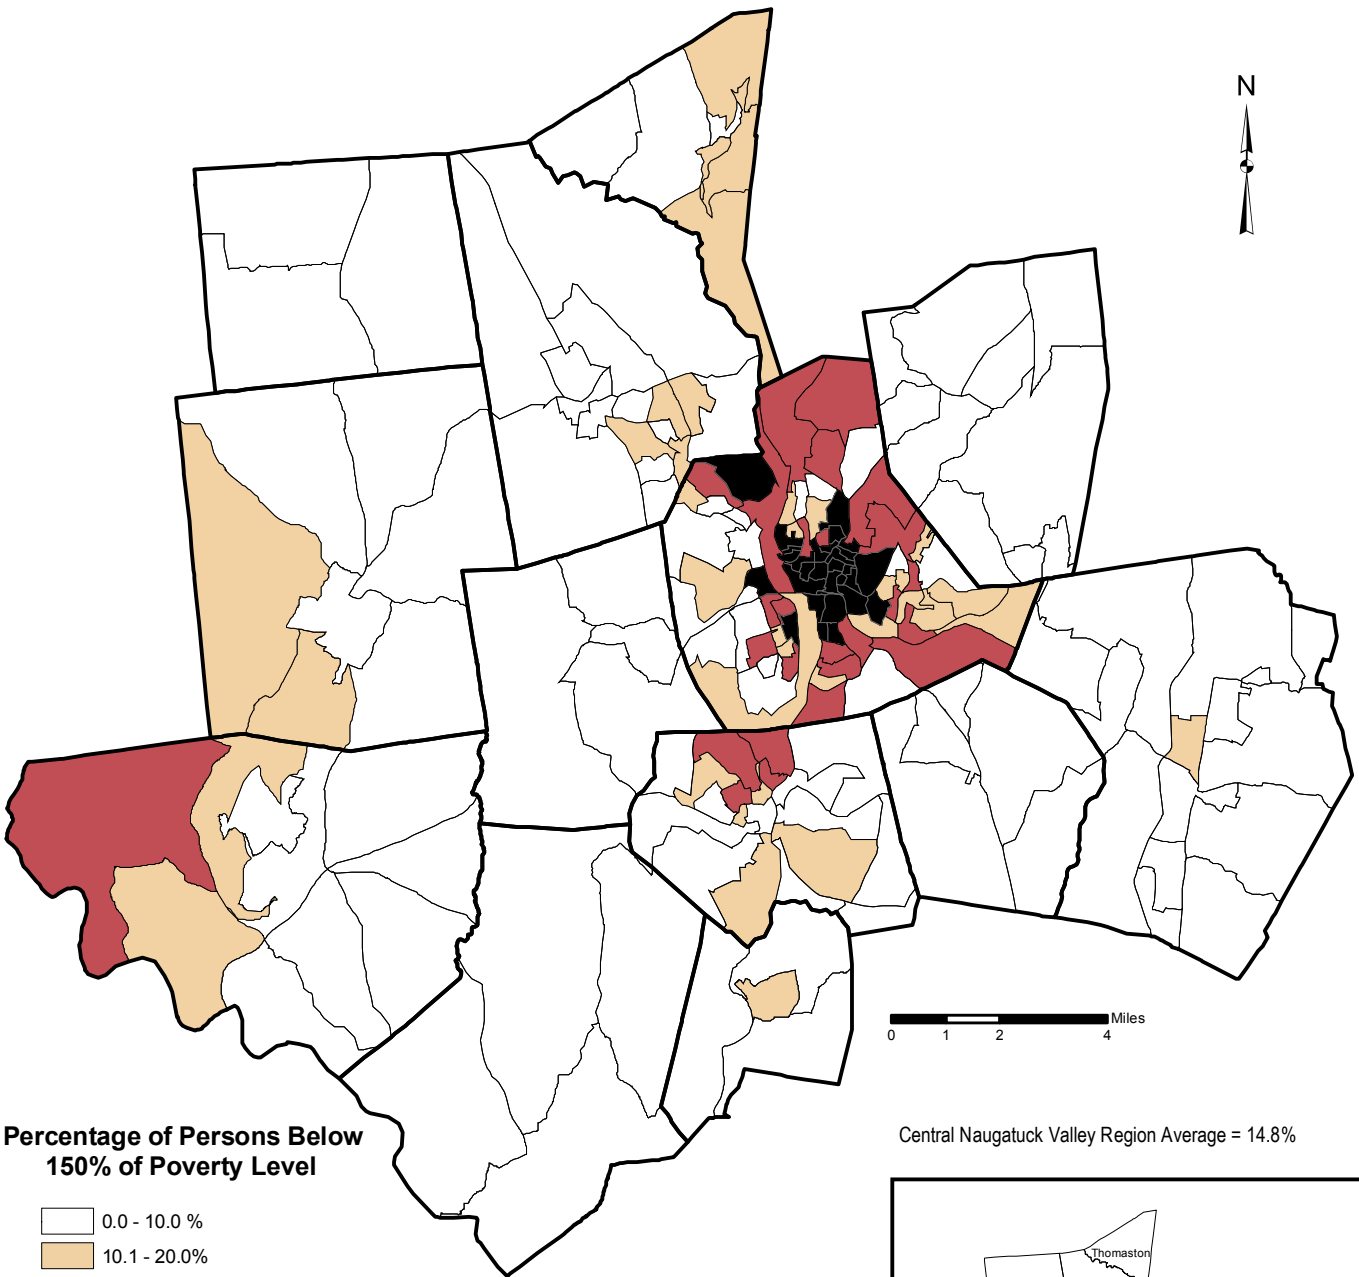 N
Miles
0 1 2 4
Percentage of Persons Below
150% of Poverty Level
0.0 - 10.0 %
10.1 - 20.0%
Central Naugatuck Valley Region Average = 14.8%
Thomaston